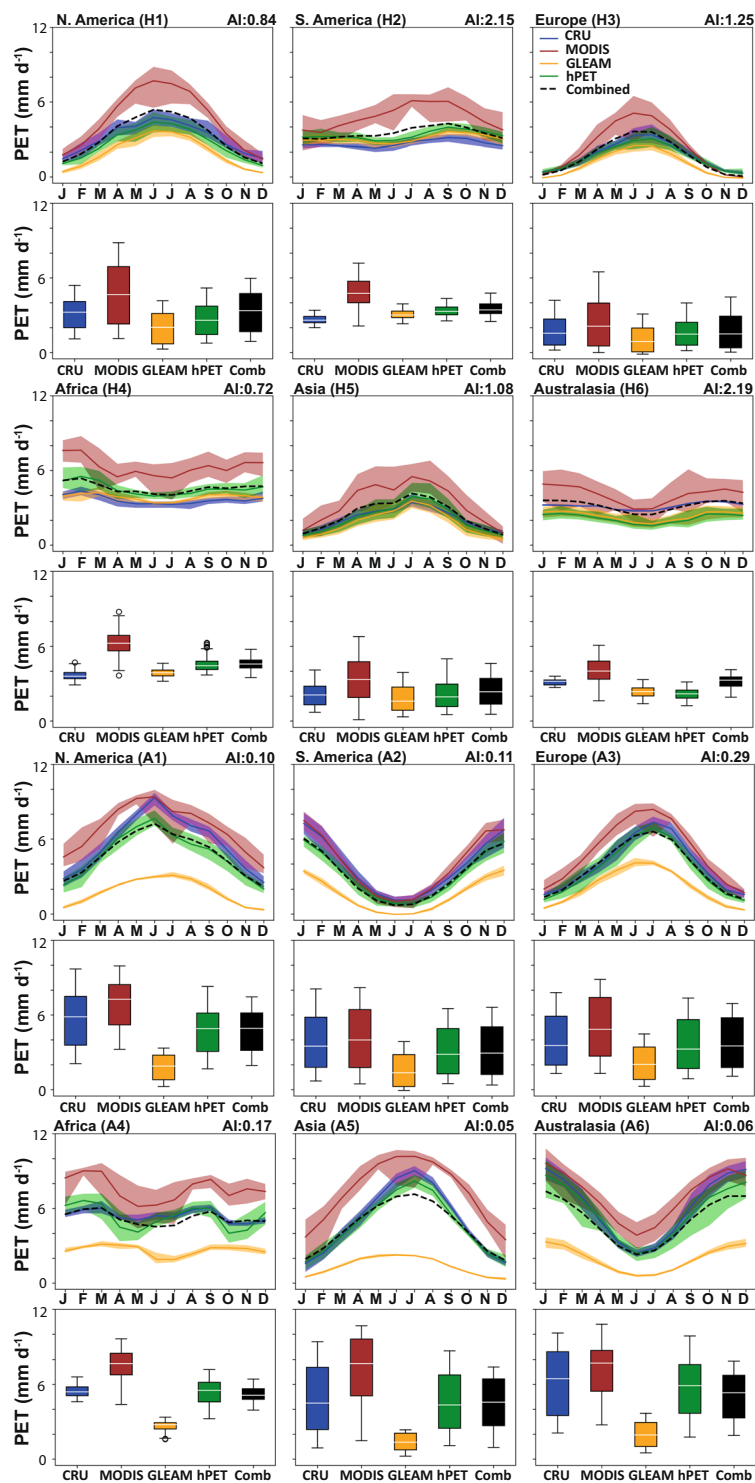 N. America (H1) AI:0.84 S. America (H2) AI:2.15 Europe (H3) AI:1.25
CRU
MODIS
GLEAM
hPET
Combined
PET (mm d⁻¹)
12
6
0
J F M A M J J A S O N D J F M A M J J A S O N D J F M A M J J A S O N D
PET (mm d⁻¹)
12
6
0
CRU MODIS GLEAM hPET Comb CRU MODIS GLEAM hPET Comb CRU MODIS GLEAM hPET Comb
Africa (H4) AI:0.72 Asia (H5) AI:1.08 Australasia (H6) AI:2.19
PET (mm d⁻¹)
12
6
0
J F M A M J J A S O N D J F M A M J J A S O N D J F M A M J J A S O N D
PET (mm d⁻¹)
12
6
0
CRU MODIS GLEAM hPET Comb CRU MODIS GLEAM hPET Comb CRU MODIS GLEAM hPET Comb
N. America (A1) AI:0.10 S. America (A2) AI:0.11 Europe (A3) AI:0.29
PET (mm d⁻¹)
12
6
0
J F M A M J J A S O N D J F M A M J J A S O N D J F M A M J J A S O N D
PET (mm d⁻¹)
12
6
0
CRU MODIS GLEAM hPET Comb CRU MODIS GLEAM hPET Comb CRU MODIS GLEAM hPET Comb
Africa (A4) AI:0.17 Asia (A5) AI:0.05 Australasia (A6) AI:0.06
PET (mm d⁻¹)
12
6
0
J F M A M J J A S O N D J F M A M J J A S O N D J F M A M J J A S O N D
PET (mm d⁻¹)
12
6
0
CRU MODIS GLEAM hPET Comb CRU MODIS GLEAM hPET Comb CRU MODIS GLEAM hPET Comb